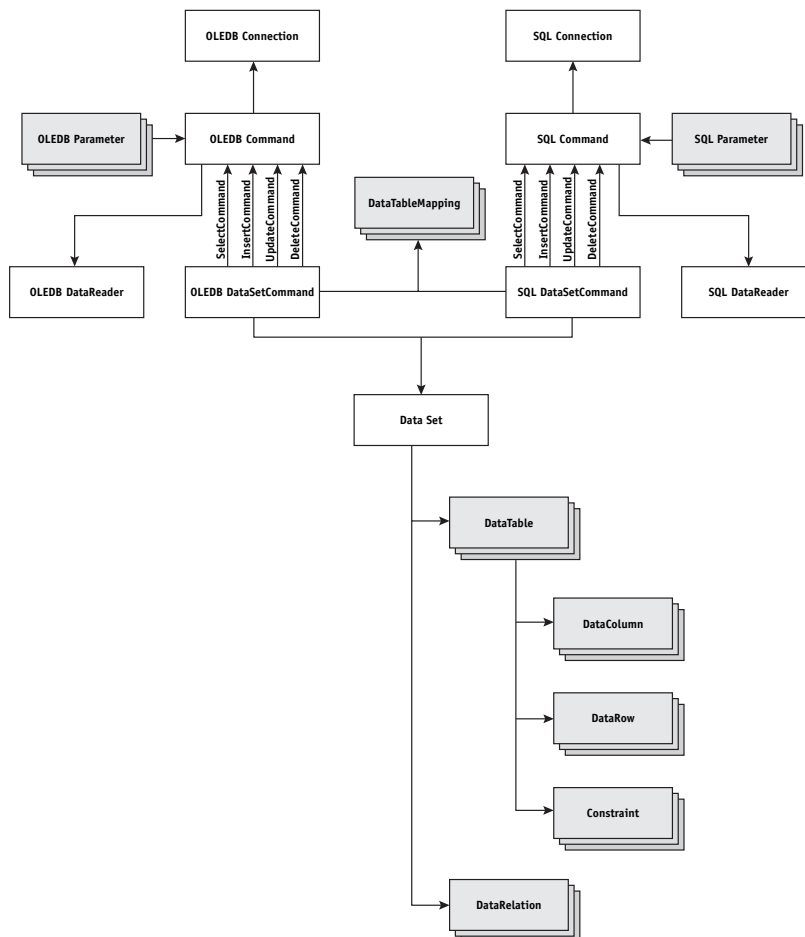 OLEDB Connection
SQL Connection
OLEDB Parameter
OLEDB Command
SQL Command
SQL Parameter
DataTableMapping
SelectCommand
InsertCommand
UpdateCommand
DeleteCommand
SelectCommand
InsertCommand
UpdateCommand
DeleteCommand
OLEDB DataReader
OLEDB DataSetCommand
SQL DataSetCommand
SQL DataReader
Data Set
DataTable
DataColumn
DataRow
Constraint
DataRelation